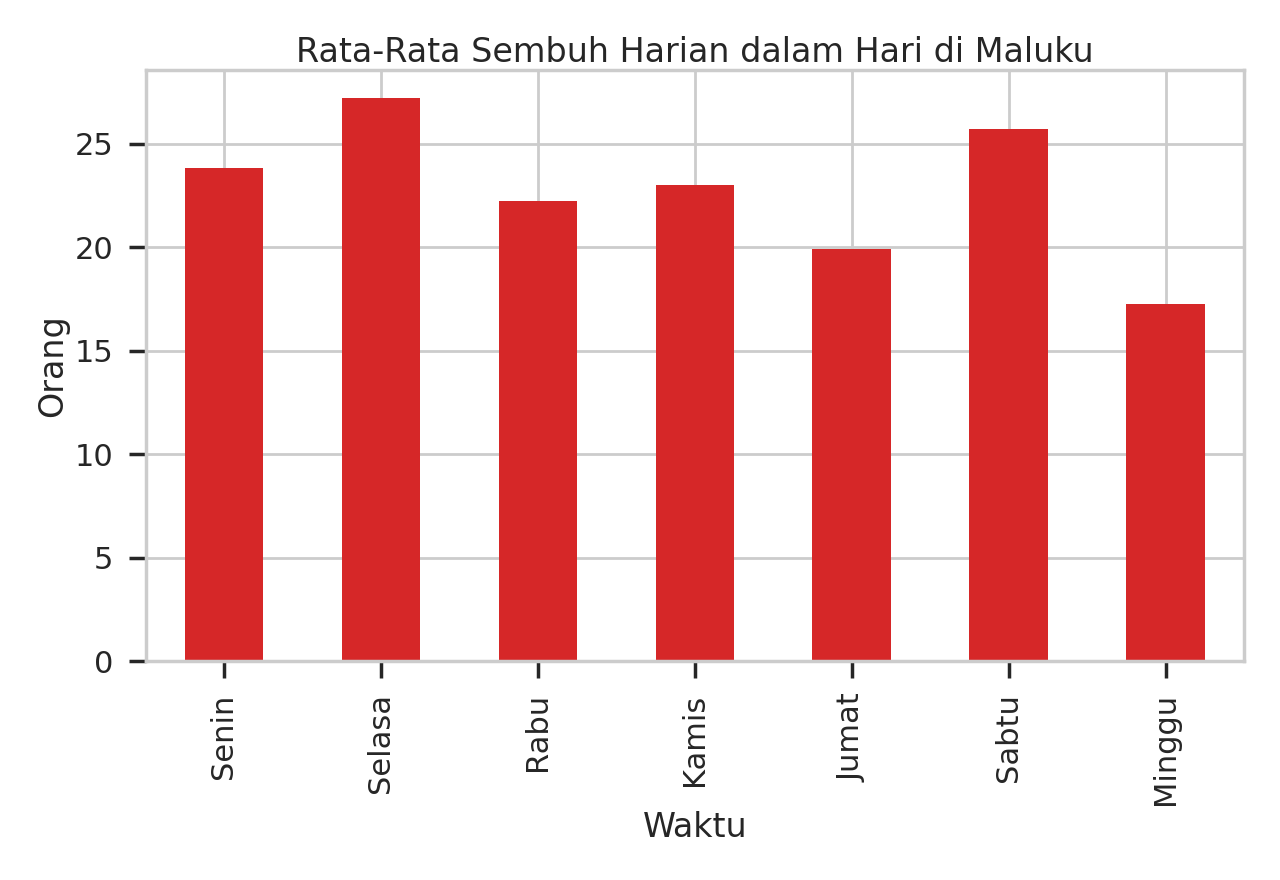 Rata-Rata Sembuh Harian dalam Hari di Maluku
Orang
25
20
15
10
5
0
Senin
Selasa
Rabu
Kamis
Jumat
Sabtu
Minggu
Waktu